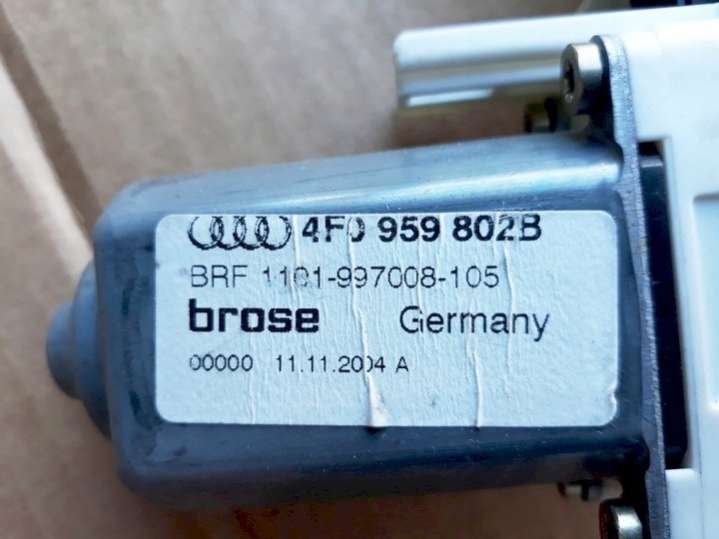 4F0 959 802B
BRF 1101-997008-105
brose Germany
00000 11.11.2004 A